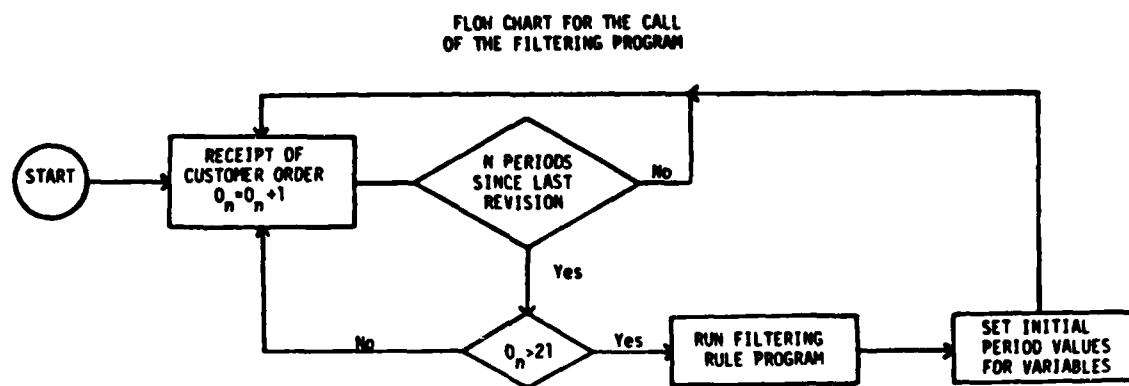 FLOW CHART FOR THE CALL
OF THE FILTERING PROGRAM
START
RECEIPT OF
CUSTOMER ORDER
O_n=O_n+1
N PERIODS
SINCE LAST
REVISION
No
Yes
No
O_n>21
Yes
RUN FILTERING
RULE PROGRAM
SET INITIAL
PERIOD VALUES
FOR VARIABLES